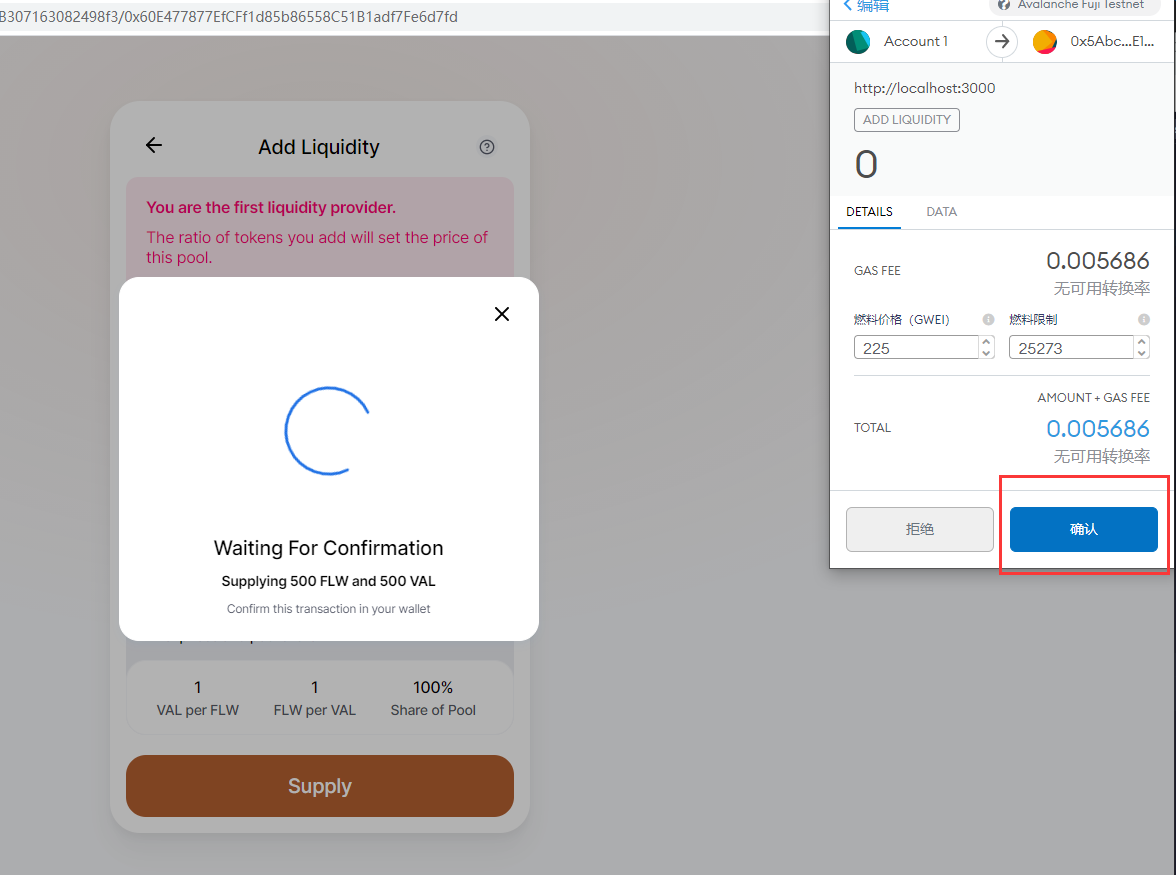 B307163082498f3/0x60E477877EfCFf1d85b86558C51B1adf7Fe6d7fd
Add Liquidity
You are the first liquidity provider.
The ratio of tokens you add will set the price of
this pool.
Waiting For Confirmation
Supplying 500 FLW and 500 VAL
Confirm this transaction in your wallet
1
VAL per FLW
1
FLW per VAL
100%
Share of Pool
Supply
编辑
Avalanche Fuji Testnet
Account 1
0x5Abc...E1...
http://localhost:3000
ADD LIQUIDITY
0
DETAILS
DATA
GAS FEE
0.005686
无可用转换率
燃料价格（GWEI）
燃料限制
225
25273
AMOUNT + GAS FEE
TOTAL
0.005686
无可用转换率
拒绝
确认